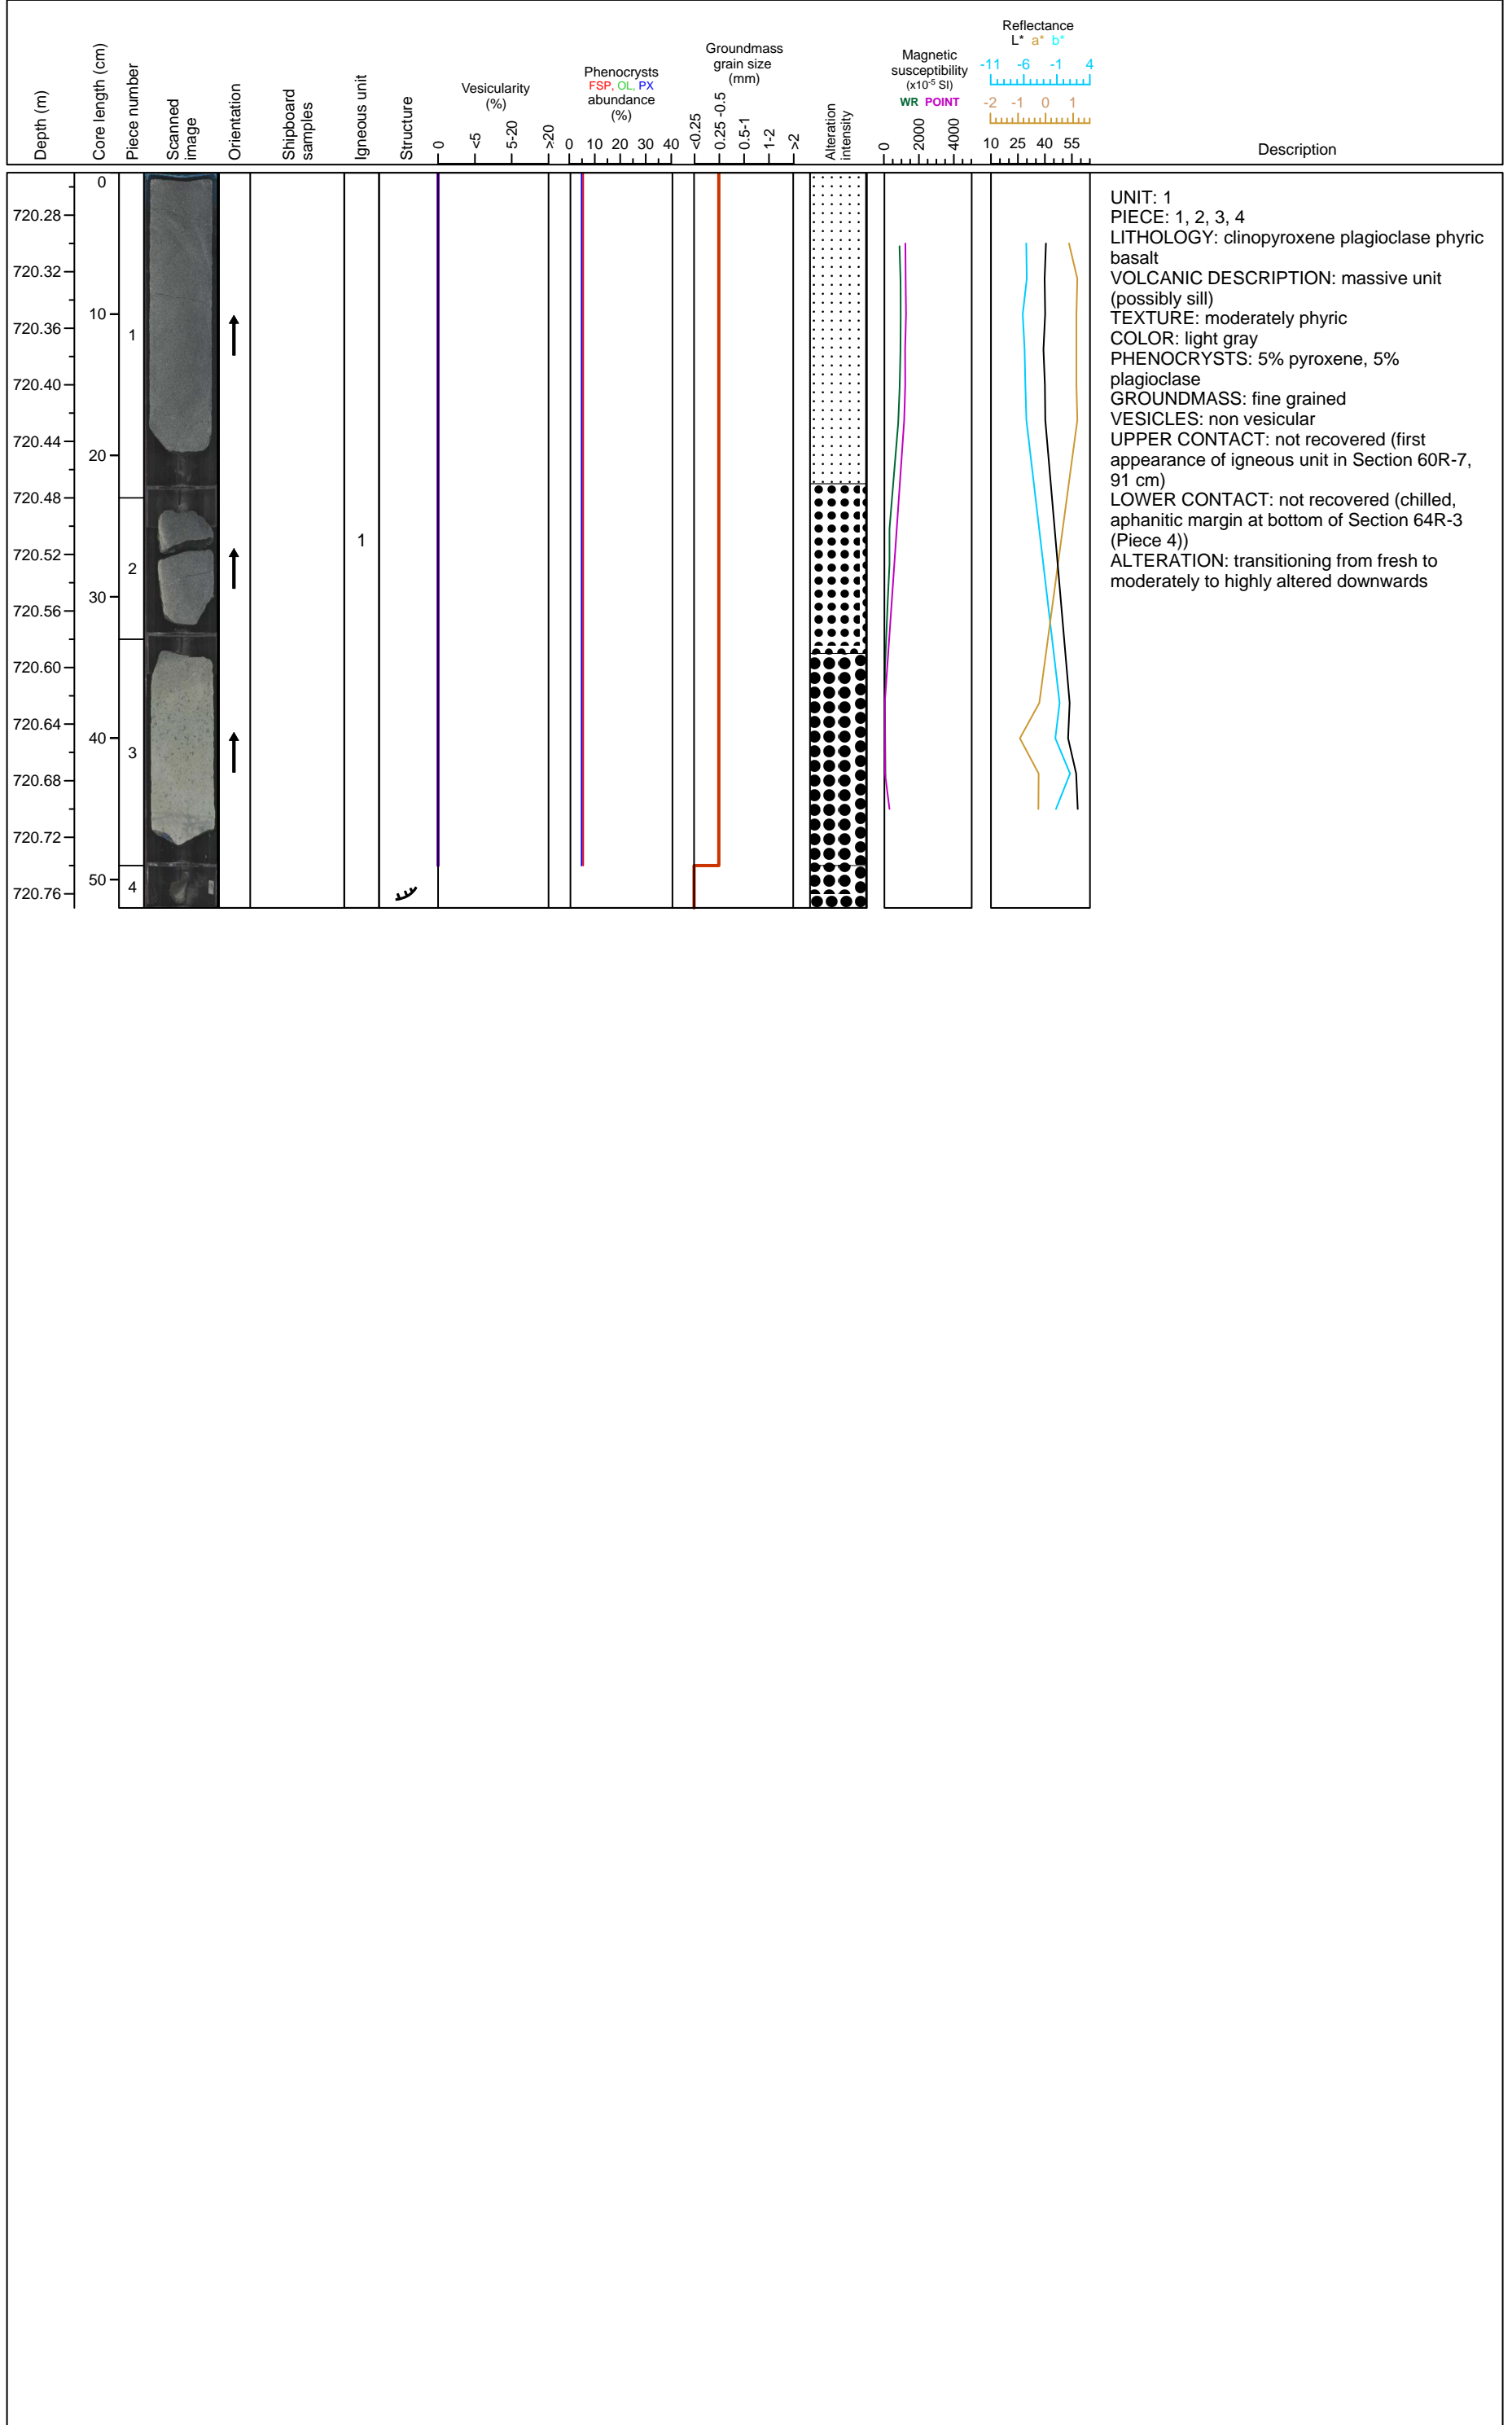 Depth (m)
Core length (cm)
Piece number
Scanned
image
Orientation
Shipboard
samples
Igneous unit
Structure
Vesicularity
(%)
0
<5
5-20
>20
Phenocrysts
FSP, OL, PX
abundance
(%)
0 10 20 30 40
Groundmass
grain size
(mm)
<0.25
0.25 -0.5
0.5-1
1-2
>2
Alteration
intensity
Magnetic
susceptibility
(x10⁻⁵ SI)
WR POINT
0
2000
4000
Reflectance
L* a* b*
-11 -6 -1 4
-2 -1 0 1
10 25 40 55
Description
720.28
720.32
720.36
720.40
720.44
720.48
720.52
720.56
720.60
720.64
720.68
720.72
720.76
0
10
20
30
40
50
1
2
3
4
1
UNIT: 1
PIECE: 1, 2, 3, 4
LITHOLOGY: clinopyroxene plagioclase phyric
basalt
VOLCANIC DESCRIPTION: massive unit
(possibly sill)
TEXTURE: moderately phyric
COLOR: light gray
PHENOCRYSTS: 5% pyroxene, 5%
plagioclase
GROUNDMASS: fine grained
VESICLES: non vesicular
UPPER CONTACT: not recovered (first
appearance of igneous unit in Section 60R-7,
91 cm)
LOWER CONTACT: not recovered (chilled,
aphanitic margin at bottom of Section 64R-3
(Piece 4))
ALTERATION: transitioning from fresh to
moderately to highly altered downwards